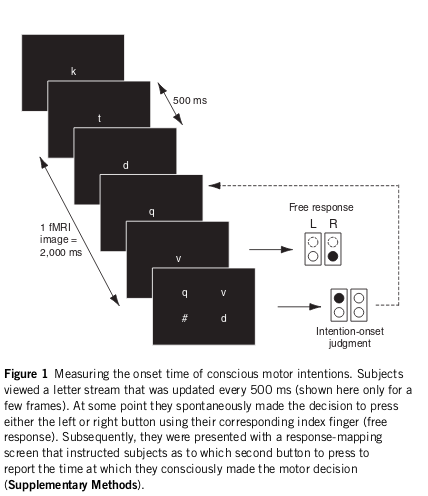 k
t
500 ms
d
q
1 fMRI
image =
2,000 ms
Free response
L R
v
q v
# d
Intention-onset
judgment
Figure 1 Measuring the onset time of conscious motor intentions. Subjects
viewed a letter stream that was updated every 500 ms (shown here only for a
few frames). At some point they spontaneously made the decision to press
either the left or right button using their corresponding index finger (free
response). Subsequently, they were presented with a response-mapping
screen that instructed subjects as to which second button to press to
report the time at which they consciously made the motor decision
(Supplementary Methods).